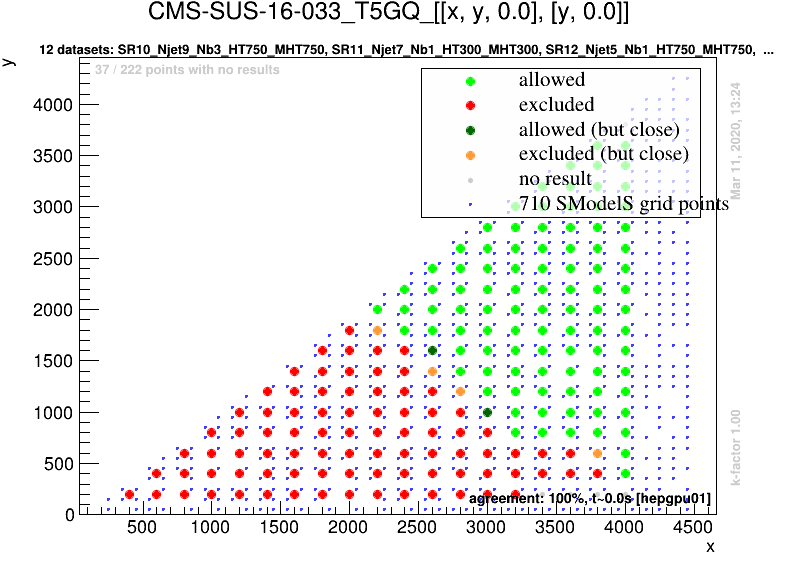 CMS-SUS-16-033_T5GQ_[[x, y, 0.0], [y, 0.0]]
12 datasets: SR10_Njet9_Nb3_HT750_MHT750, SR11_Njet7_Nb1_HT300_MHT300, SR12_Njet5_Nb1_HT750_MHT750, ...
y
37 / 222 points with no results
allowed
excluded
allowed (but close)
excluded (but close)
no result
710 SModelS grid points
Mar 11, 2020, 13:24
k-factor 1.00
4000
3500
3000
2500
2000
1500
1000
500
0
agreement: 100%, t~0.0s [hepgpu01]
500
1000
1500
2000
2500
3000
3500
4000
4500
x